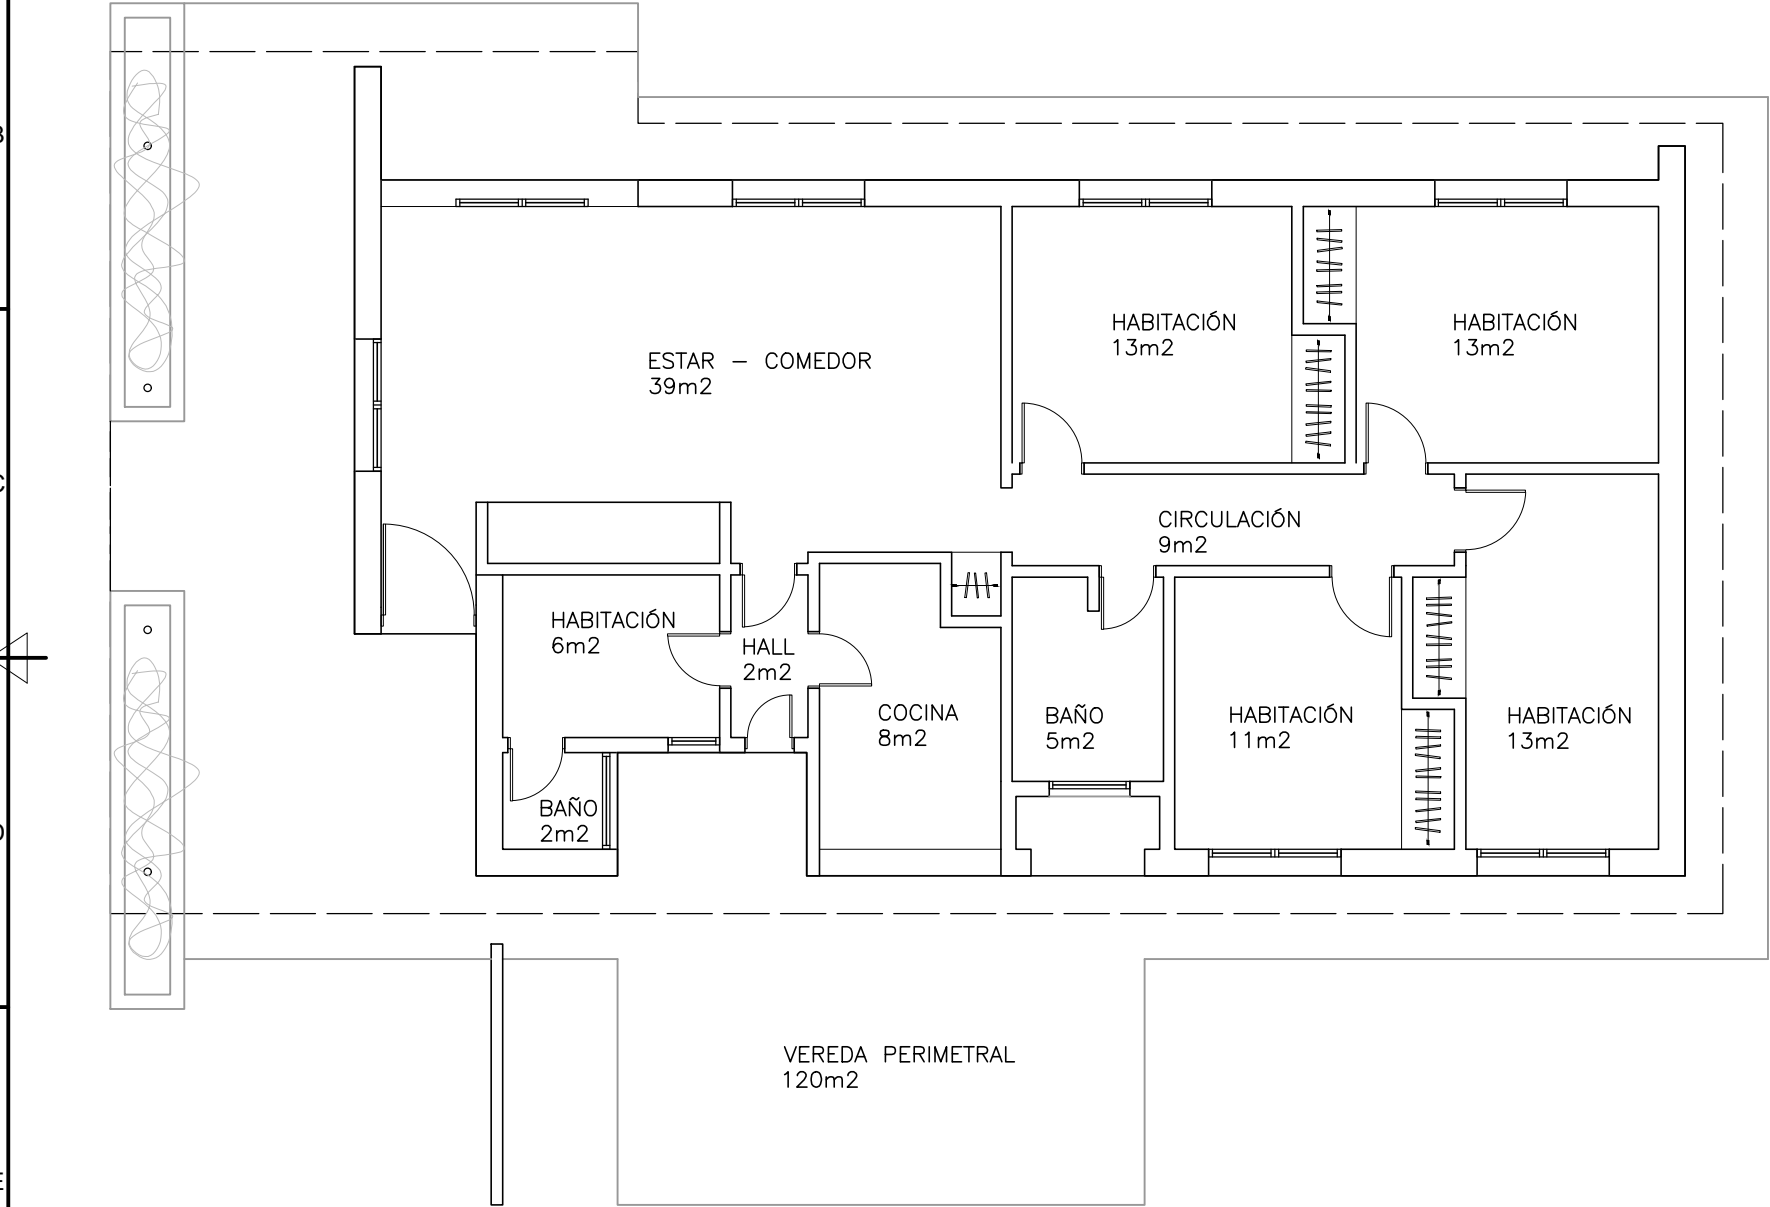 HABITACIÓN
13m2
HABITACIÓN
13m2
ESTAR – COMEDOR
39m2
CIRCULACIÓN
9m2
HABITACIÓN
6m2
HALL
2m2
COCINA
8m2
BAÑO
5m2
HABITACIÓN
11m2
HABITACIÓN
13m2
BAÑO
2m2
VEREDA PERIMETRAL
120m2